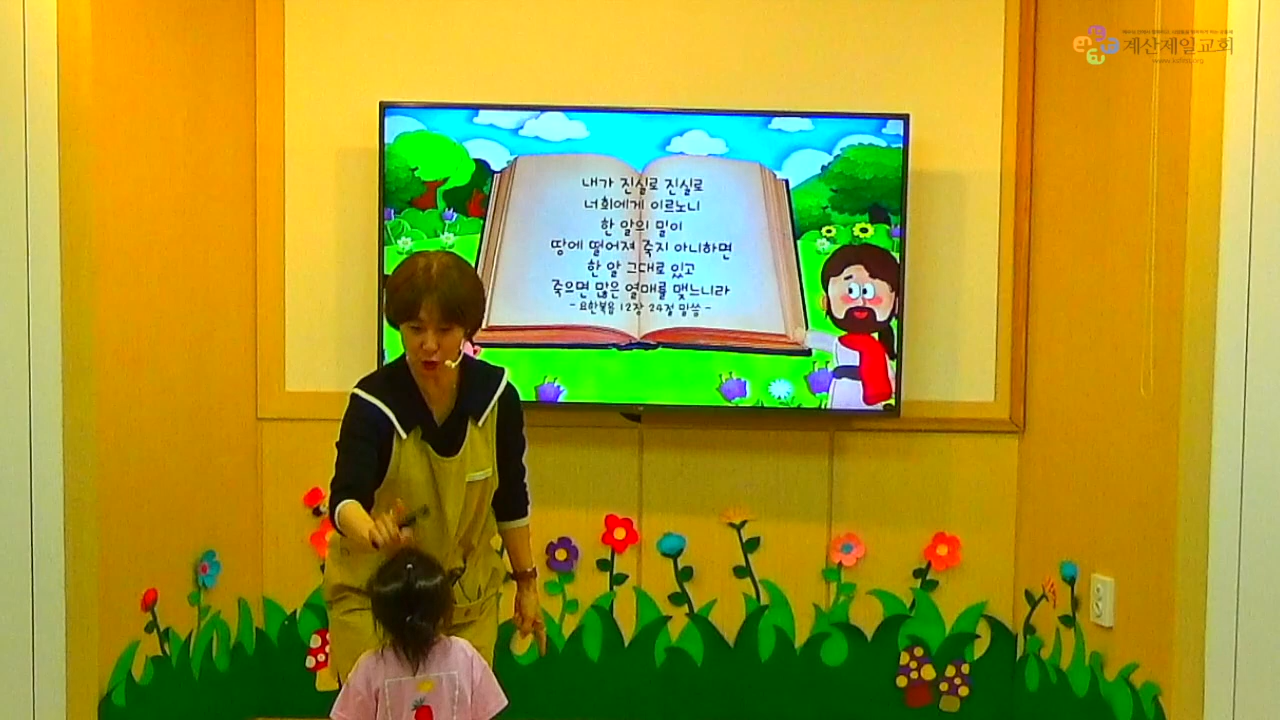 계산제일교회
내가 진실로 진실로
너희에게 이르노니
한 알의 밀이
땅에 떨어져 죽지 아니하면
한 알 그대로 있고
죽으면 많은 열매를 맺느니라
- 요한복음 12장 24절 말씀 -